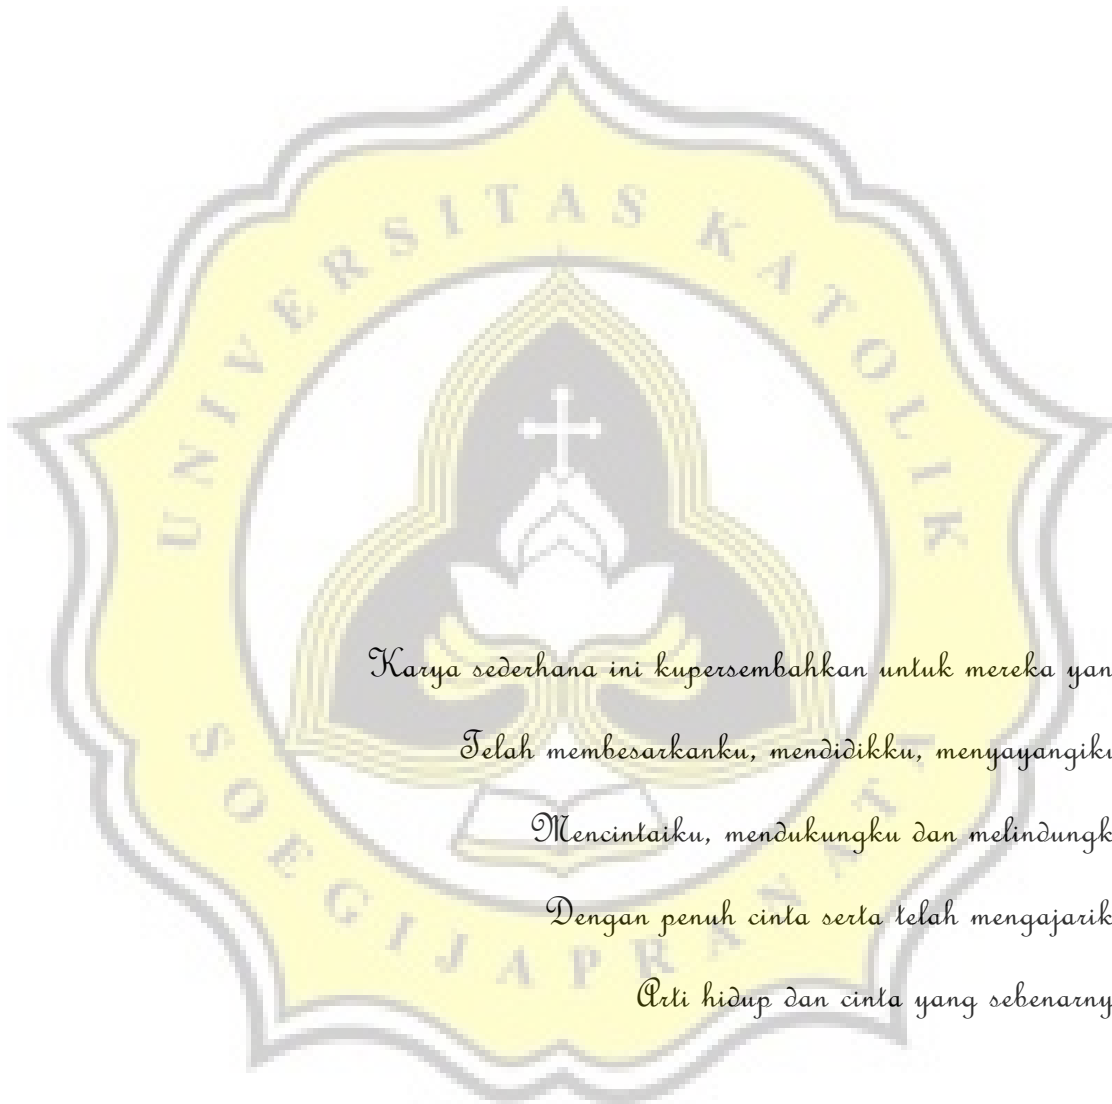 UNIVERSITAS KATOLIK
SOEGIJAPRANATA
Karya sederhana ini kupersembahkan untuk mereka yan
Telah membesarkanku, mendidikku, menyayangiku
Mencintaiku, mendukungku dan melindungk
Dengan penuh cinta serta telah mengajarik
Arti hidup dan cinta yang sebenarny